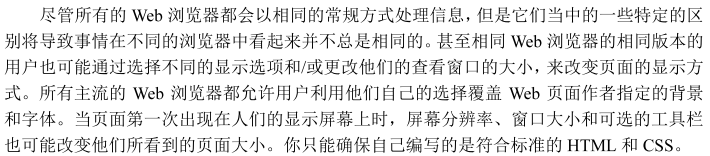 尽管所有的 Web 浏览器都会以相同的常规方式处理信息，但是它们当中的一些特定的区
别将导致事情在不同的浏览器中看起来并不总是相同的。甚至相同 Web 浏览器的相同版本的
用户也可能通过选择不同的显示选项和/或更改他们的查看窗口的大小，来改变页面的显示方
式。所有主流的 Web 浏览器都允许用户利用他们自己的选择覆盖 Web 页面作者指定的背景
和字体。当页面第一次出现在人们的显示屏幕上时，屏幕分辨率、窗口大小和可选的工具栏
也可能改变他们所看到的页面大小。你只能确保自己编写的是符合标准的 HTML 和 CSS。